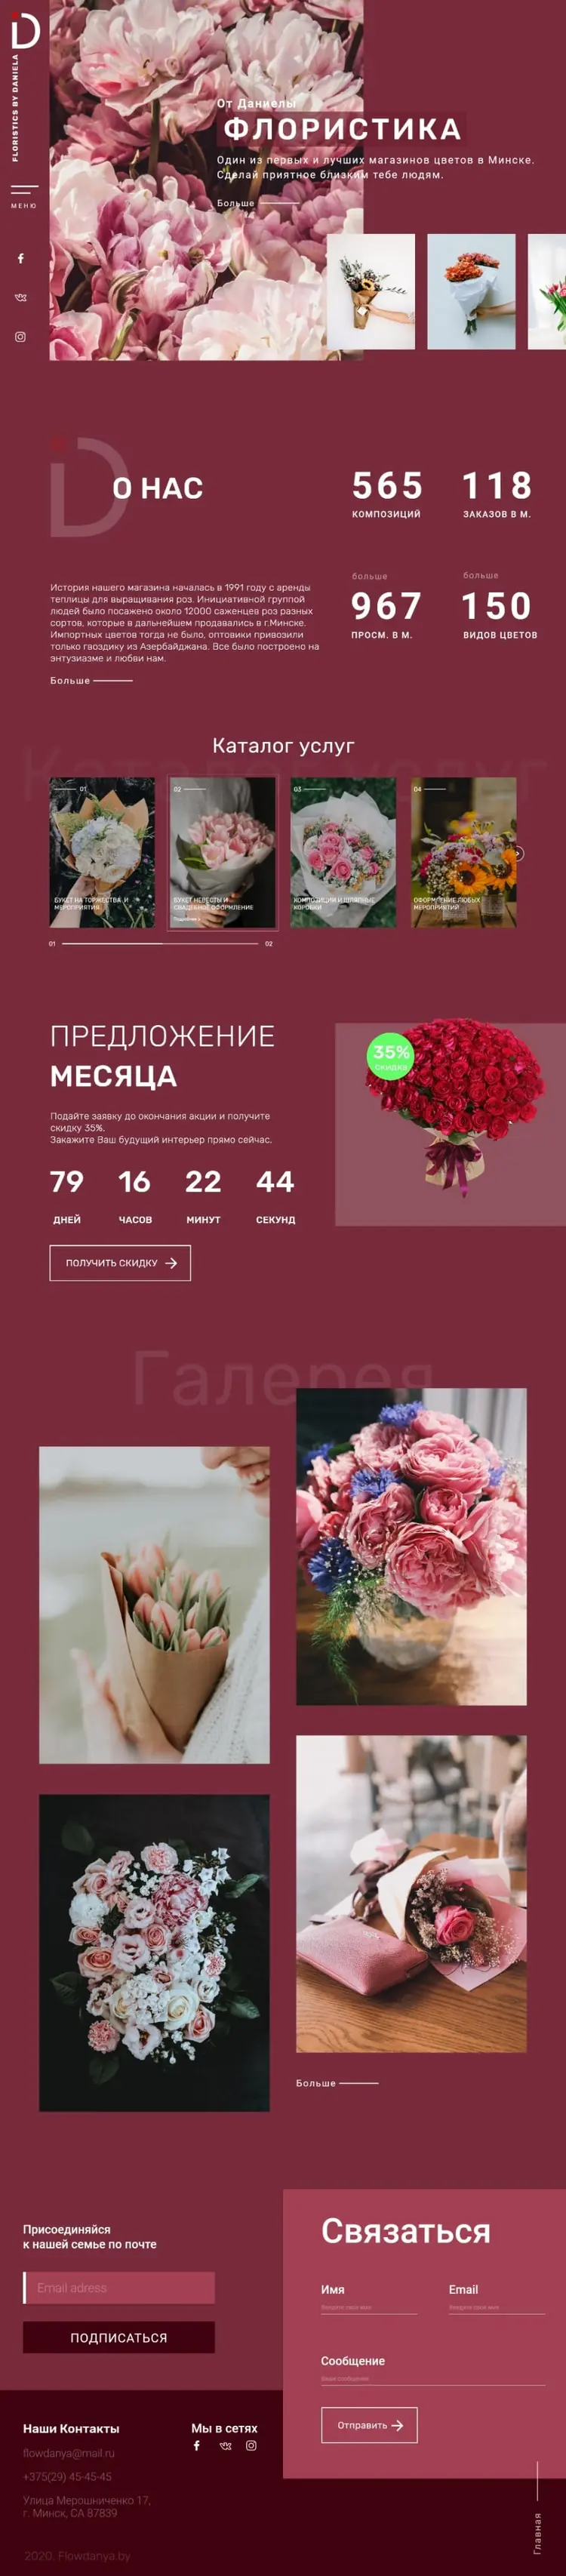 D
FLORISTICS BY DANIELA
МЕНЮ
От Даниелы
ФЛОРИСТИКА
Один из первых и лучших магазинов цветов в Минске.
Сделай приятное близким тебе людям.
Больше
D
О НАС
565
КОМПОЗИЦИЙ
118
ЗАКАЗОВ В М.
больше
967
ПРОСМ. В М.
больше
150
ВИДОВ ЦВЕТОВ
История нашего магазина началась в 1991 году с аренды
теплицы для выращивания роз. Инициативной группой
людей было посажено около 12000 саженцев роз разных
сортов, которые в дальнейшем продавались в г.Минске.
Импортных цветов тогда не было, оптовики привозили
только гвоздику из Азербайджана. Все было построено на
энтузиазме и любви нам.
Больше
Каталог услуг
Каталог услуг
01
БУКЕТ НА ТОРЖЕСТВА И
МЕРОПРИЯТИЯ
02
БУКЕТ НЕВЕСТЫ И
СВАДЕБНОЕ ОФОРМЛЕНИЕ
Подробнее
03
КОМПОЗИЦИИ И ШЛЯПНЫЕ
КОРОБКИ
04
ОФОРМЛЕНИЕ ЛЮБЫХ
МЕРОПРИЯТИЙ
01
02
ПРЕДЛОЖЕНИЕ
МЕСЯЦА
Подайте заявку до окончания акции и получите
скидку 35%.
Закажите Ваш будущий интерьер прямо сейчас.
79 16 22 44
ДНЕЙ ЧАСОВ МИНУТ СЕКУНД
ПОЛУЧИТЬ СКИДКУ
35%
Скидка
Галерея
Больше
Присоединяйся
к нашей семье по почте
Email adress
ПОДПИСАТЬСЯ
Связаться
Имя
Введите свое имя
Email
Введите свое имя
Сообщение
Ваше сообщение
Отправить
Наши Контакты
flowdanya@mail.ru
+375(29) 45-45-45
Улица Мерошниченко 17,
г. Минск, CA 87839
Мы в сетях
2020. Flowdanya.by
Главная